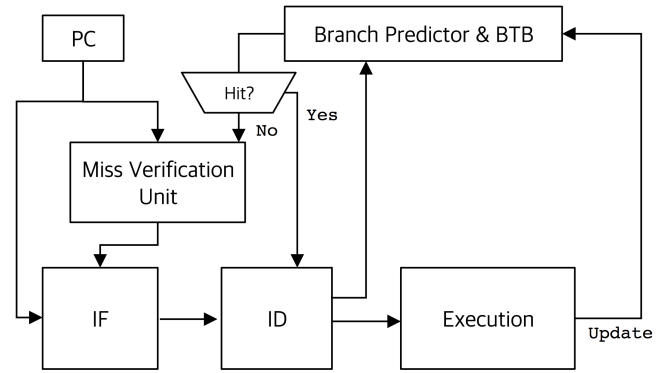 PC
Branch Predictor & BTB
Hit?
No
Yes
Miss Verification
Unit
IF
ID
Execution
Update